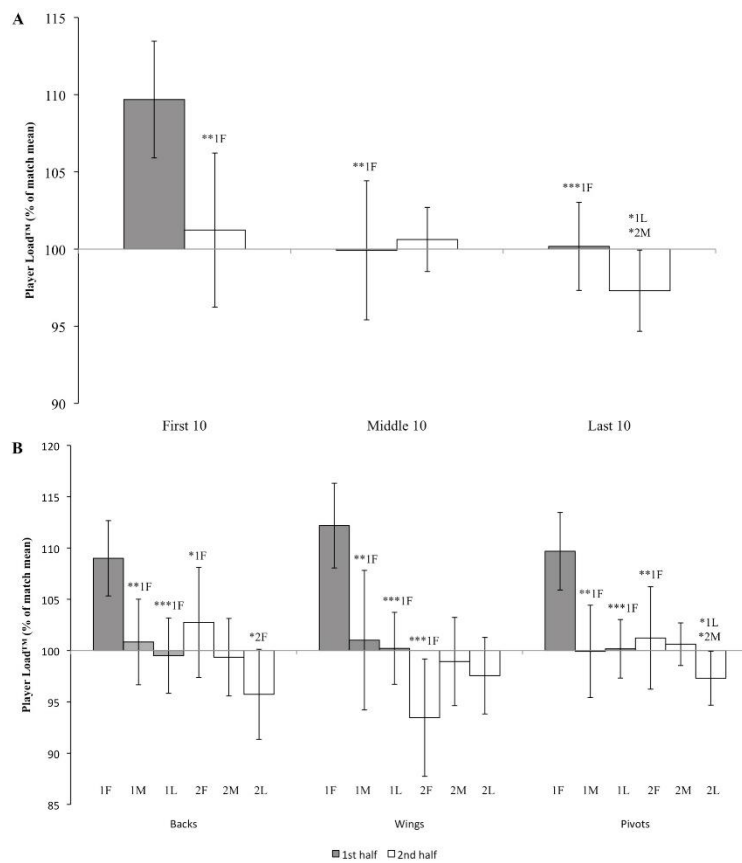 A
Player Load™ (% of match mean)
115
110
105
100
95
90
**1F
**1F
***1F
*1L
*2M
First 10
Middle 10
Last 10
B
Player Load™ (% of match mean)
120
115
110
105
100
95
90
85
**1F
***1F
*1F
*2F
**1F
***1F
***1F
**1F
***1F
**1F
*1L
*2M
1F 1M 1L 2F 2M 2L 1F 1M 1L 2F 2M 2L 1F 1M 1L 2F 2M 2L
Backs Wings Pivots
1st half 2nd half